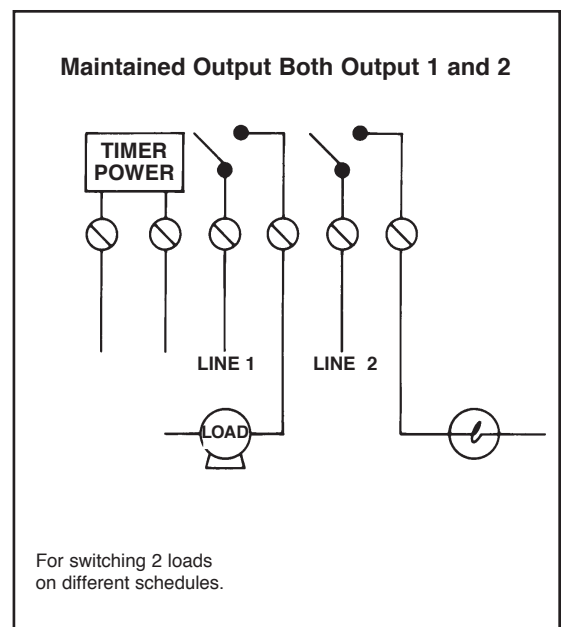 Maintained Output Both Output 1 and 2
TIMER
POWER
LINE 1
LINE 2
LOAD
For switching 2 loads
on different schedules.